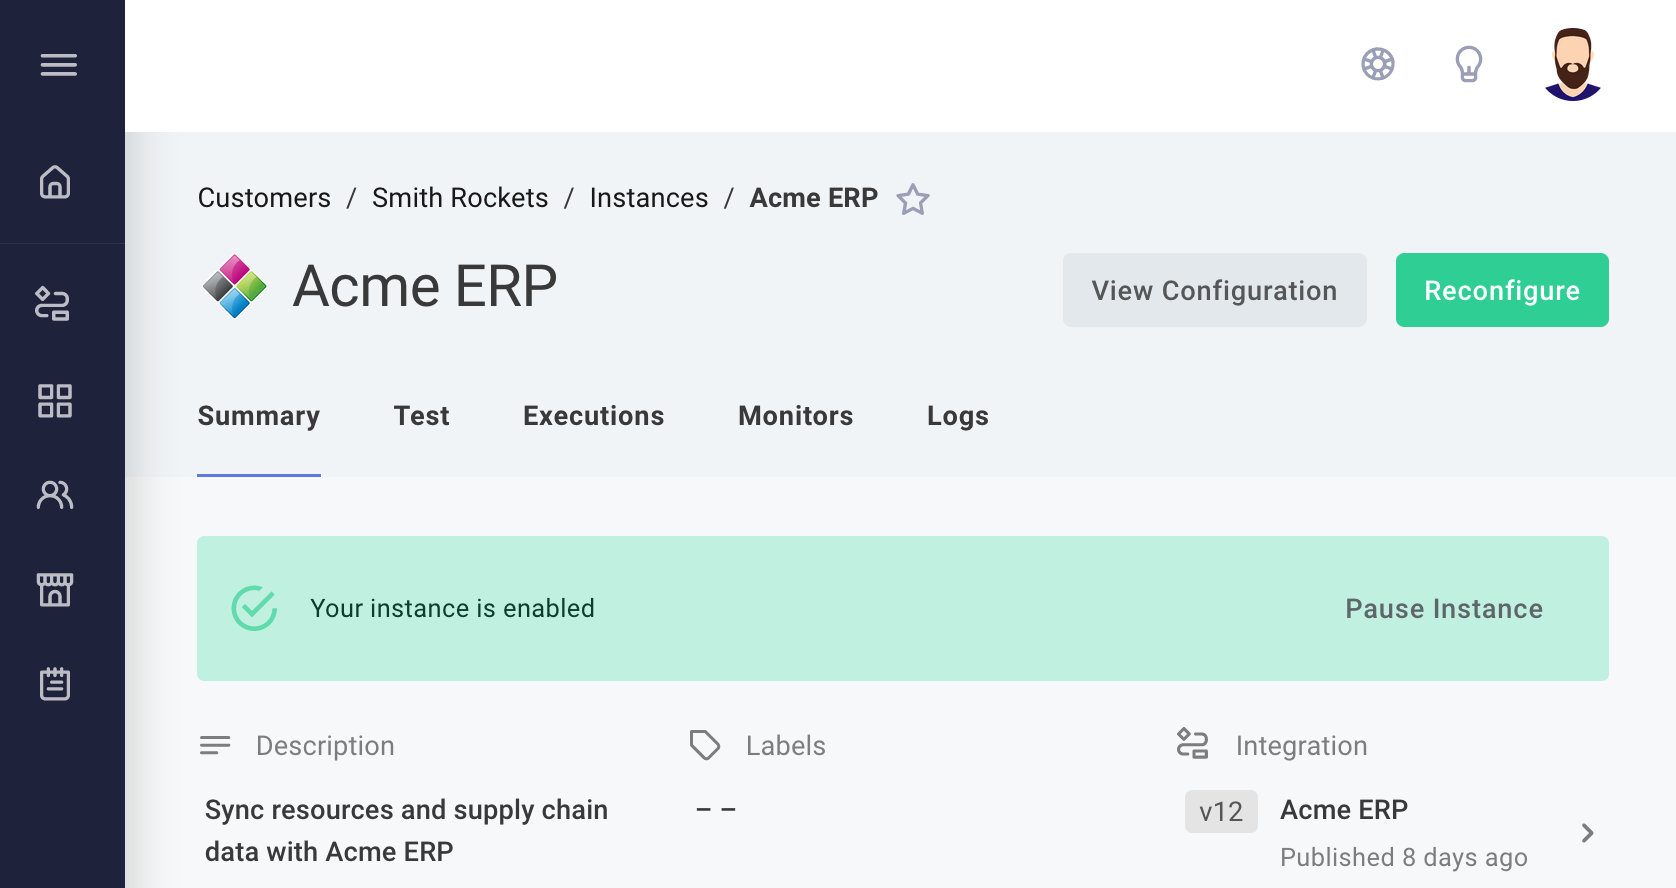 Customers / Smith Rockets / Instances / Acme ERP
Acme ERP
View Configuration
Reconfigure
Summary
Test
Executions
Monitors
Logs
Your instance is enabled
Pause Instance
Description
Sync resources and supply chain
data with Acme ERP
Labels
– –
Integration
v12
Acme ERP
Published 8 days ago